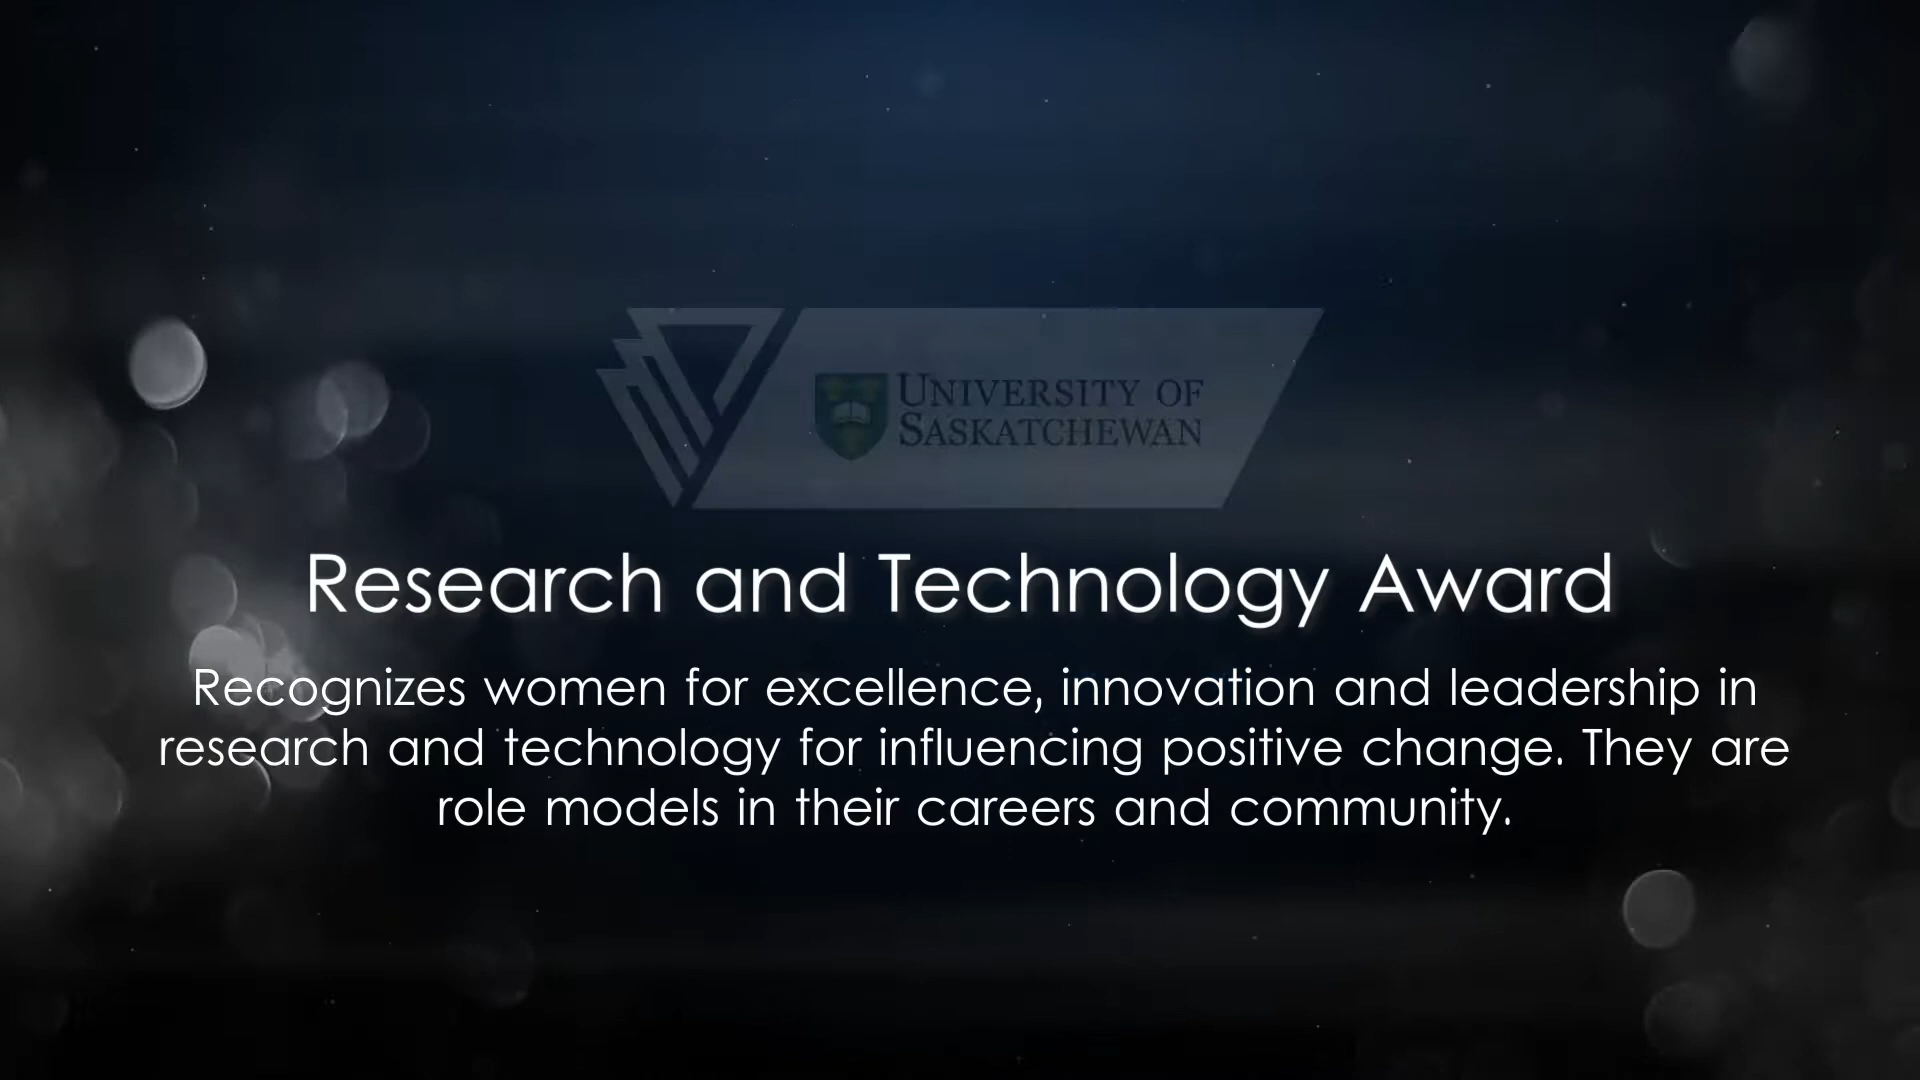 UNIVERSITY OF
SASKATCHEWAN
Research and Technology Award
Recognizes women for excellence, innovation and leadership in
research and technology for influencing positive change. They are
role models in their careers and community.